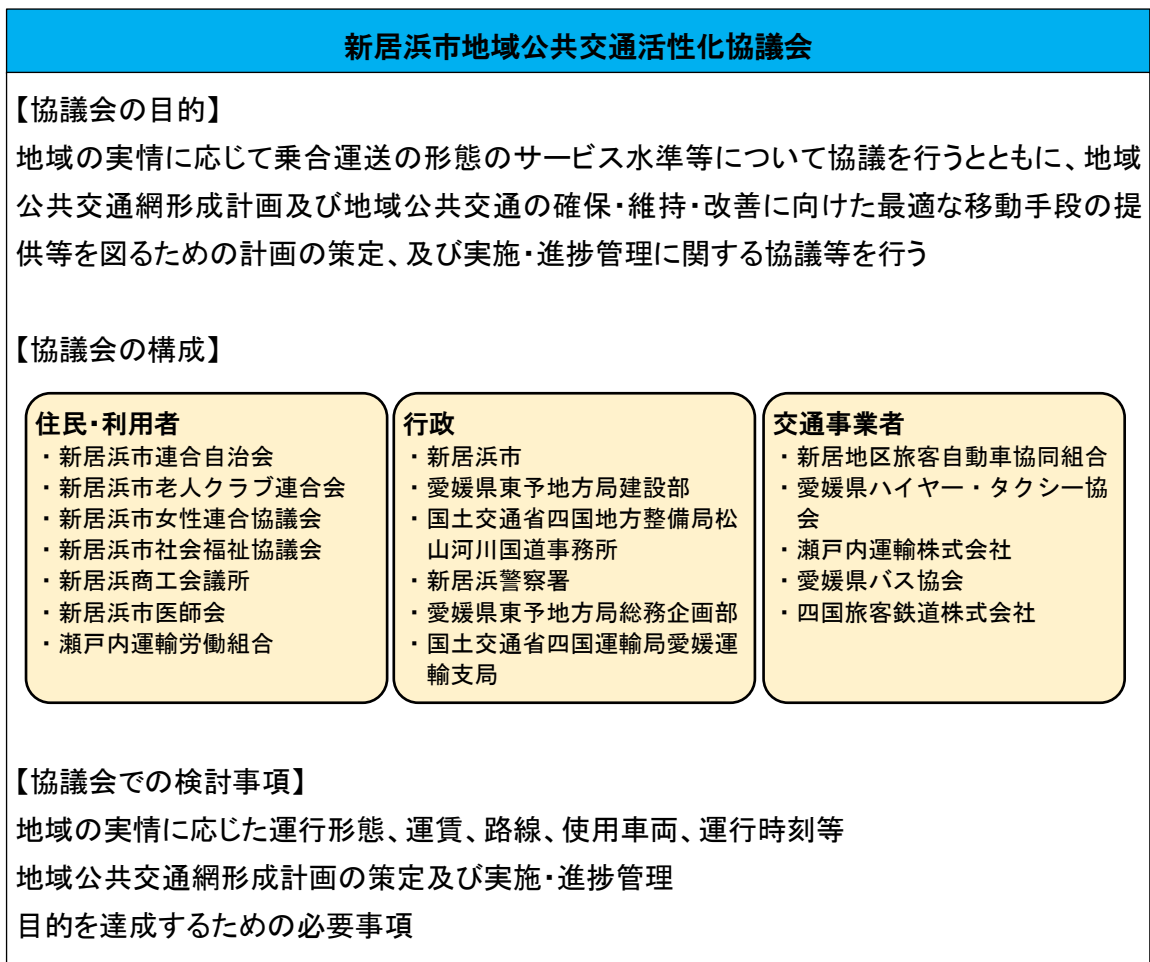 新居浜市地域公共交通活性化協議会
【協議会の目的】
地域の実情に応じて乗合運送の形態のサービス水準等について協議を行うとともに、地域
公共交通網形成計画及び地域公共交通の確保・維持・改善に向けた最適な移動手段の提
供等を図るための計画の策定、及び実施・進捗管理に関する協議等を行う
【協議会の構成】
住民・利用者
・新居浜市連合自治会
・新居浜市老人クラブ連合会
・新居浜市女性連合協議会
・新居浜市社会福祉協議会
・新居浜商工会議所
・新居浜市医師会
・瀬戸内運輸労働組合
行政
・新居浜市
・愛媛県東予地方局建設部
・国土交通省四国地方整備局松
山河川国道事務所
・新居浜警察署
・愛媛県東予地方局総務企画部
・国土交通省四国運輸局愛媛運
輸支局
交通事業者
・新居地区旅客自動車協同組合
・愛媛県ハイヤー・タクシー協
会
・瀬戸内運輸株式会社
・愛媛県バス協会
・四国旅客鉄道株式会社
【協議会での検討事項】
地域の実情に応じた運行形態、運賃、路線、使用車両、運行時刻等
地域公共交通網形成計画の策定及び実施・進捗管理
目的を達成するための必要事項